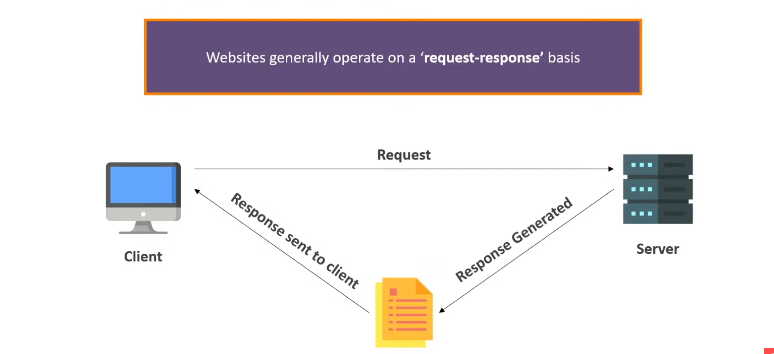 Websites generally operate on a ‘request-response’ basis
Request
Response sent to client
Response Generated
Client
Server